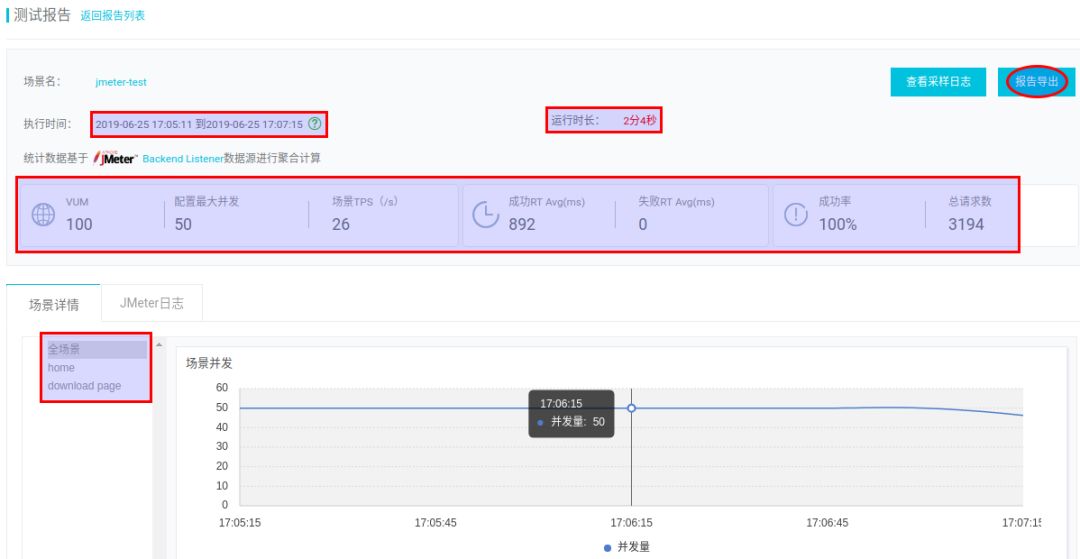 测试报告 返回报告列表
场景名： jmeter-test 查看采样日志 报告导出
执行时间： 2019-06-25 17:05:11 到2019-06-25 17:07:15 ? 运行时长： 2分4秒
统计数据基于 JMeter™ Backend Listener数据源进行聚合计算
VUM 配置最大并发 场景TPS（/s） 成功RT Avg(ms) 失败RT Avg(ms) 成功率 总请求数
100 50 26 892 0 100% 3194
场景详情 JMeter日志
全场景
home
download page
场景并发
60
50
40
30
20
10
0
17:06:15
并发量: 50
17:05:15 17:05:45 17:06:15 17:06:45 17:07:15
并发量